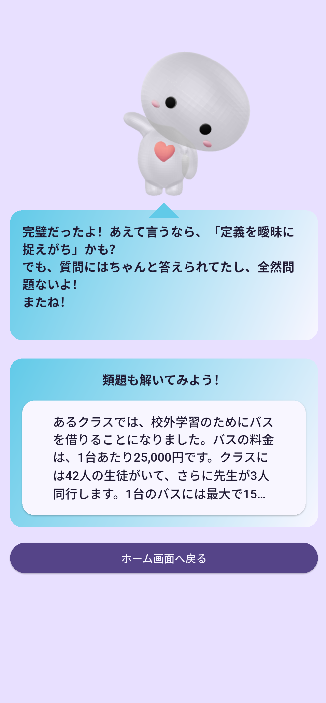 完璧だったよ！あえて言うなら、「定義を曖昧に
捉えがち」かも？
でも、質問にはちゃんと答えられてたし、全然問
題ないよ！
またね！
類題も解いてみよう！
あるクラスでは、校外学習のためにバス
を借りることになりました。バスの料金
は、1台あたり25,000円です。クラスに
は42人の生徒がいて、さらに先生が3人
同行します。1台のバスには最大で15...
ホーム画面へ戻る